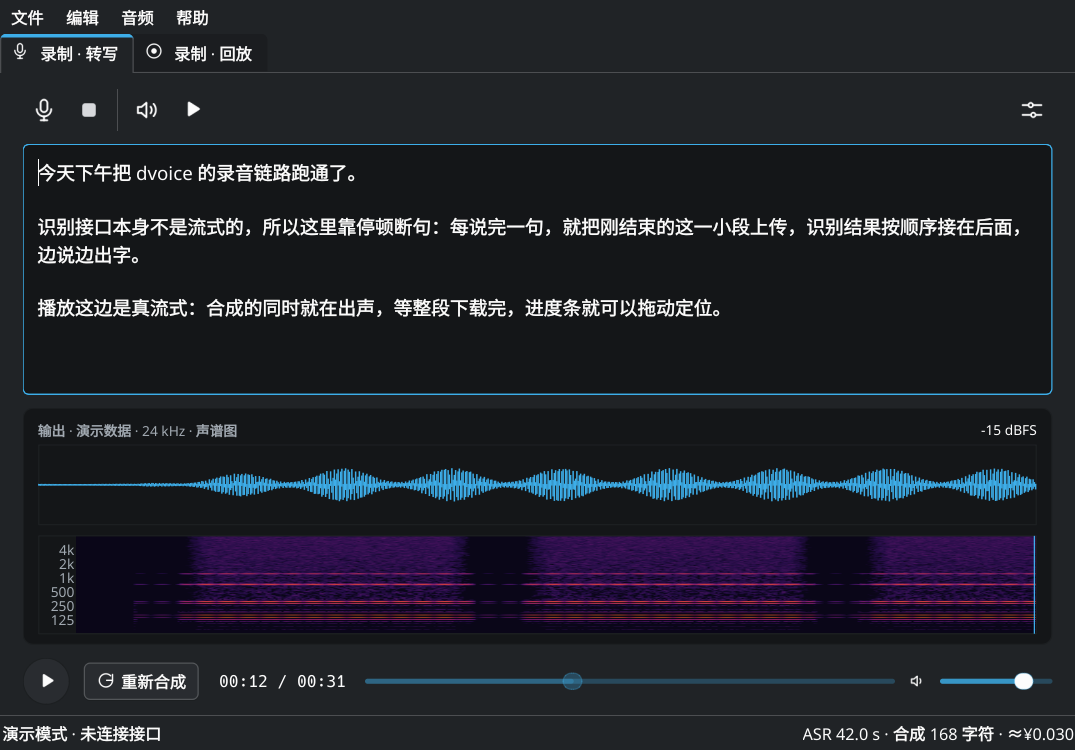 文件 编辑 音频 帮助
录制 · 转写 录制 · 回放
今天下午把 dvoice 的录音链路跑通了。
识别接口本身不是流式的，所以这里靠停顿断句：每说完一句，就把刚结束的这一小段上传，识别结果按顺序接在后面，
边说边出字。
播放这边是真流式：合成的同时就在出声，等整段下载完，进度条就可以拖动定位。
输出 · 演示数据 · 24 kHz · 声谱图 -15 dBFS
4k
2k
1k
500
250
125
重新合成 00:12 / 00:31
演示模式 · 未连接接口 ASR 42.0 s · 合成 168 字符 · ≈¥0.030